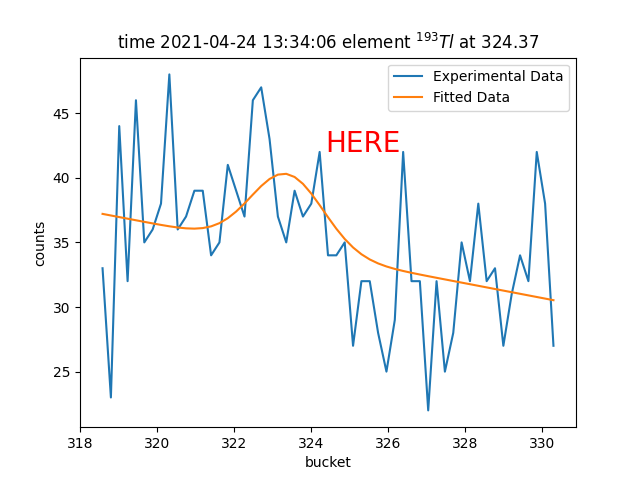 time 2021-04-24 13:34:06 element ¹⁹³Tl at 324.37
Experimental Data
Fitted Data
HERE
counts
45
40
35
30
25
318 320 322 324 326 328 330
bucket